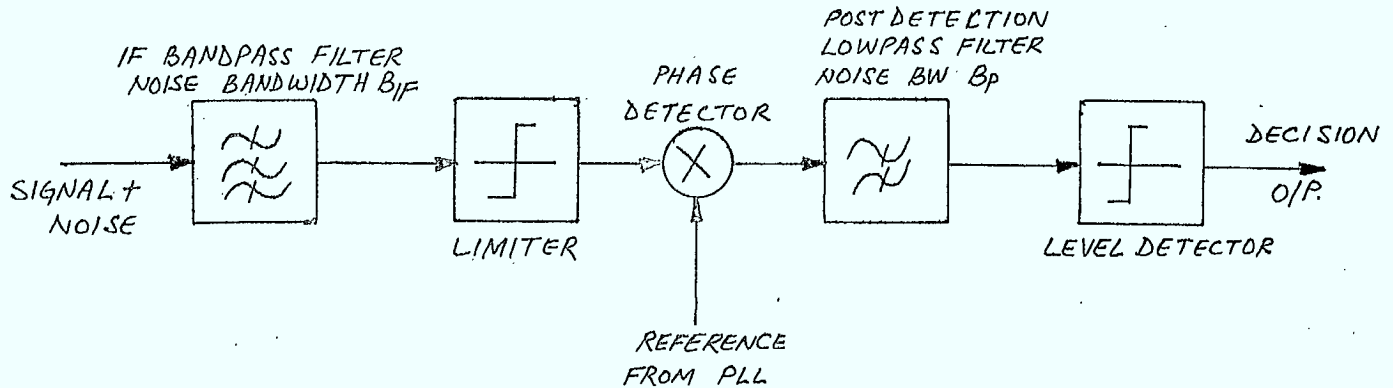 IF BANDPASS FILTER
NOISE BANDWIDTH BIF
SIGNAL +
NOISE
LIMITER
PHASE
DETECTOR
REFERENCE
FROM PLL
POST DETECTION
LOWPASS FILTER
NOISE BW Bp
LEVEL DETECTOR
DECISION
O/P.